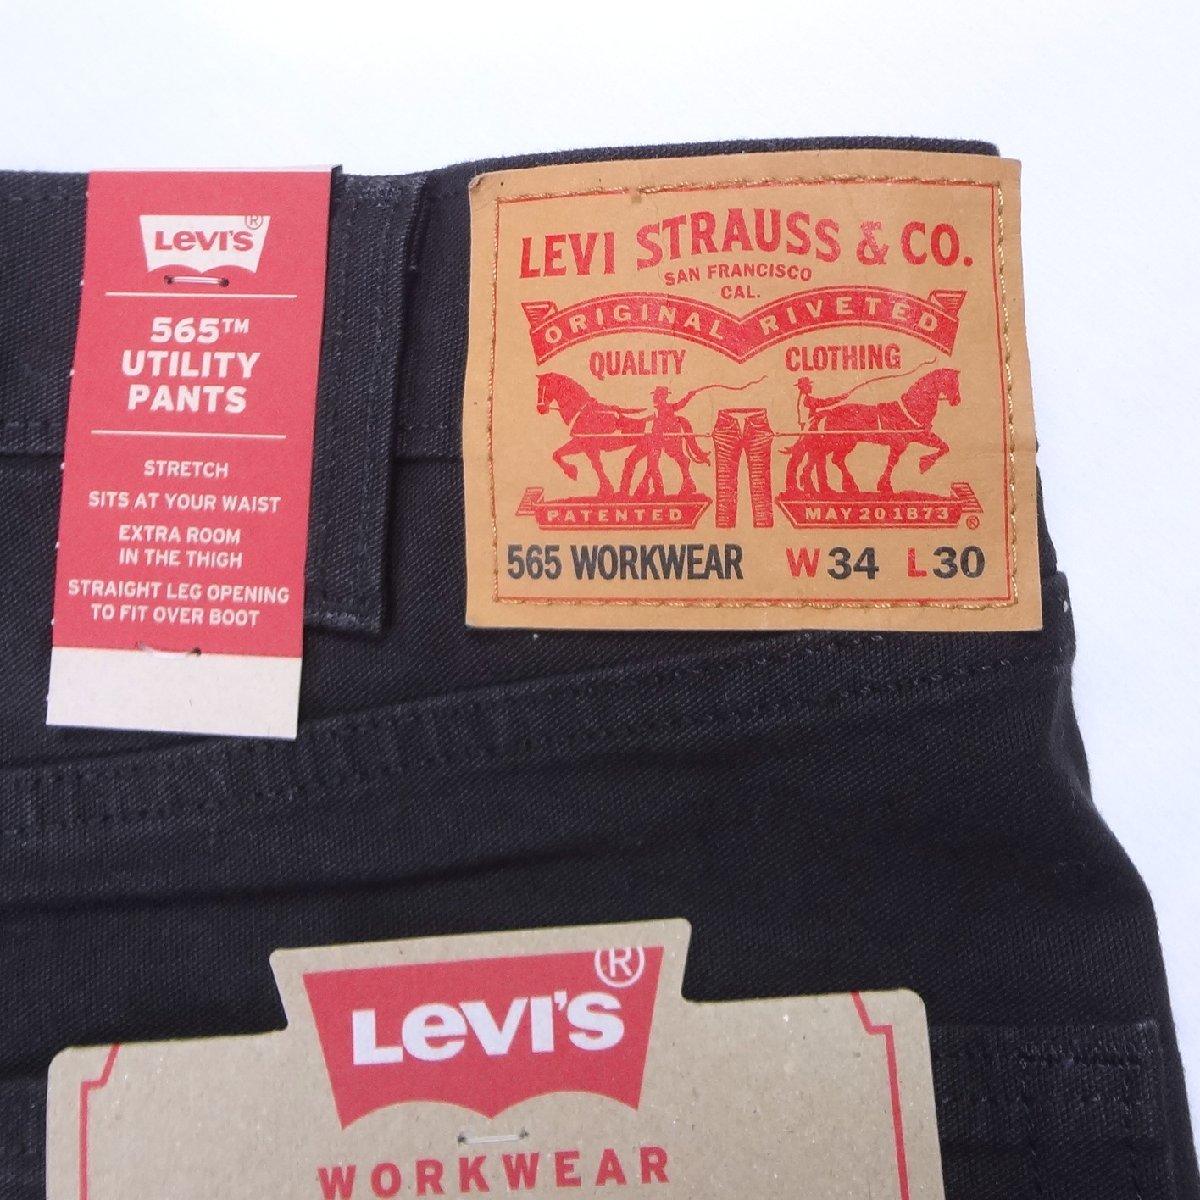 LEVI'S®
565™
UTILITY
PANTS
STRETCH
SITS AT YOUR WAIST
EXTRA ROOM
IN THE THIGH
STRAIGHT LEG OPENING
TO FIT OVER BOOT
LEVI STRAUSS & CO.
SAN FRANCISCO
CAL.
ORIGINAL RIVETED
QUALITY CLOTHING
PATENTED MAY 20 1873 ®
565 WORKWEAR W34 L30
LEVI'S®
WORKWEAR